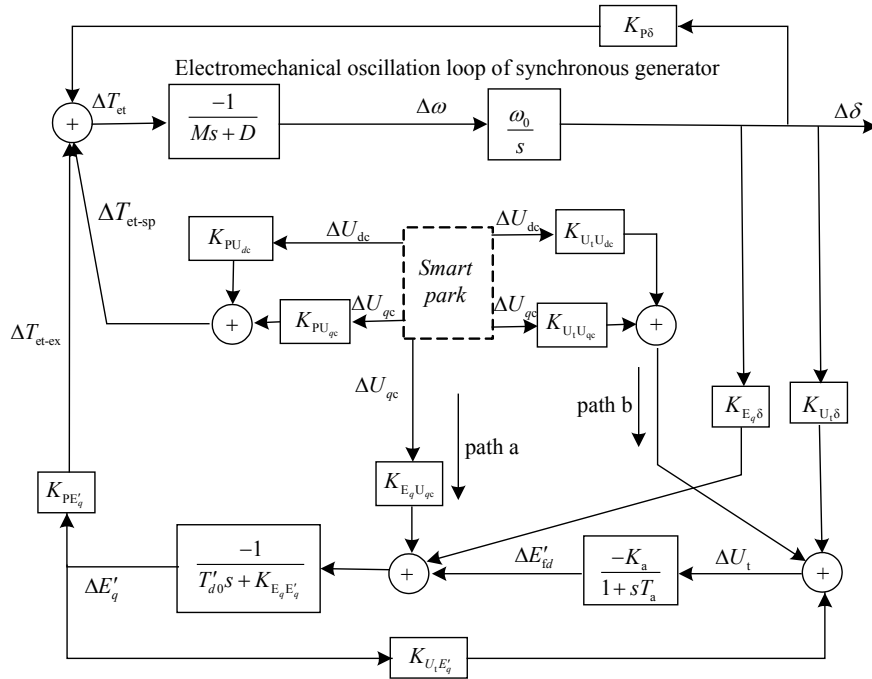 K_Pδ
Electromechanical oscillation loop of synchronous generator
+
ΔT_et
−1
Ms + D
Δω
ω_0
s
Δδ
ΔT_et-sp
K_PU_dc
ΔU_dc
Smart
park
ΔU_dc
K_U_tU_dc
+
K_PU_qc
ΔU_qc
ΔU_qc
K_U_tU_qc
+
ΔT_et-ex
ΔU_qc
path a
path b
K_E_qδ
K_U_tδ
K_PE′_q
K_E_qU_qc
ΔE′_q
−1
T′_d0 s + K_E_qE′_q
+
ΔE′_fd
−K_a
1 + sT_a
ΔU_t
+
K_U_tE′_q